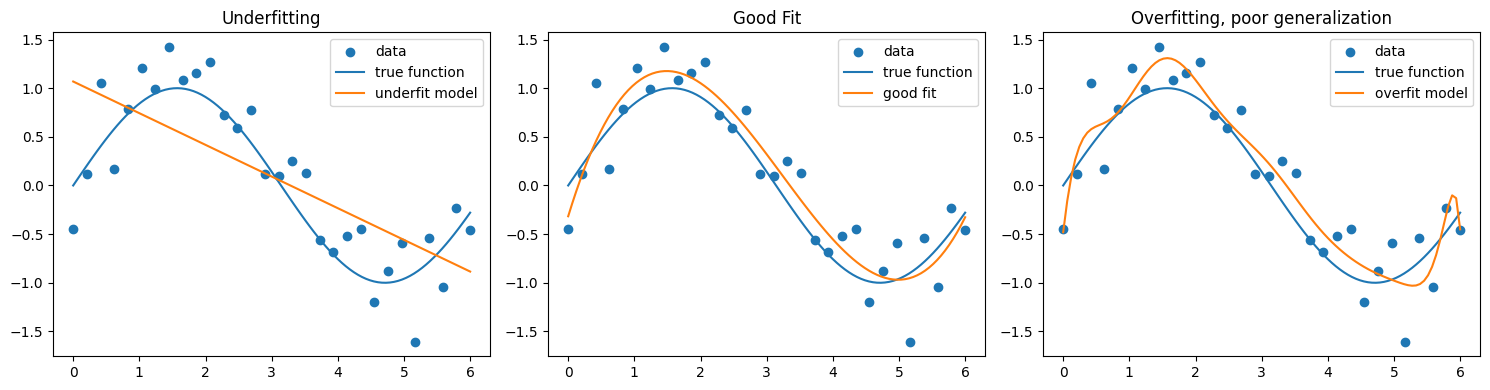 Underfitting
data
true function
underfit model
1.5
1.0
0.5
0.0
−0.5
−1.0
−1.5
0 1 2 3 4 5 6
Good Fit
data
true function
good fit
1.5
1.0
0.5
0.0
−0.5
−1.0
−1.5
0 1 2 3 4 5 6
Overfitting, poor generalization
data
true function
overfit model
1.5
1.0
0.5
0.0
−0.5
−1.0
−1.5
0 1 2 3 4 5 6